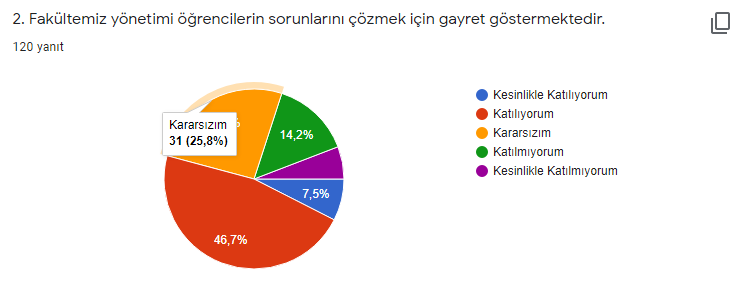 2. Fakültemiz yönetimi öğrencilerin sorunlarını çözmek için gayret göstermektedir.
120 yanıt
Kesinlikle Katılıyorum
Katılıyorum
Kararsızım
Katılmıyorum
Kesinlikle Katılmıyorum
Kararsızım
31 (25,8%)
%
14,2%
7,5%
46,7%